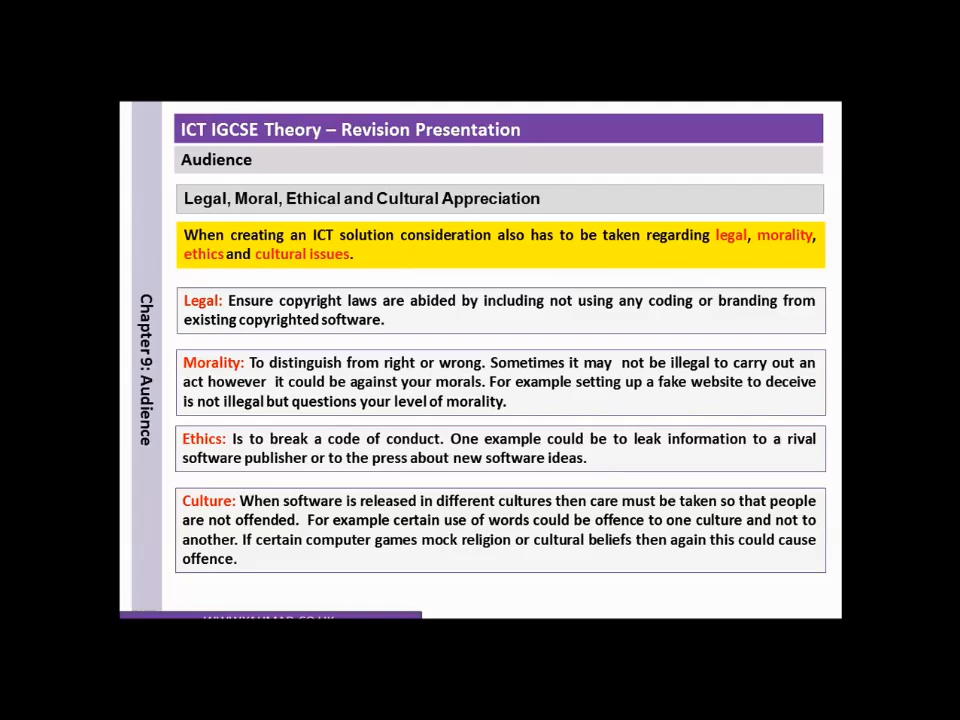 ICT IGCSE Theory – Revision Presentation
Audience
Legal, Moral, Ethical and Cultural Appreciation
When creating an ICT solution consideration also has to be taken regarding legal, morality,
ethics and cultural issues.
Legal: Ensure copyright laws are abided by including not using any coding or branding from
existing copyrighted software.
Morality: To distinguish from right or wrong. Sometimes it may not be illegal to carry out an
act however it could be against your morals. For example setting up a fake website to deceive
is not illegal but questions your level of morality.
Ethics: Is to break a code of conduct. One example could be to leak information to a rival
software publisher or to the press about new software ideas.
Culture: When software is released in different cultures then care must be taken so that people
are not offended. For example certain use of words could be offence to one culture and not to
another. If certain computer games mock religion or cultural beliefs then again this could cause
offence.
Chapter 9: Audience